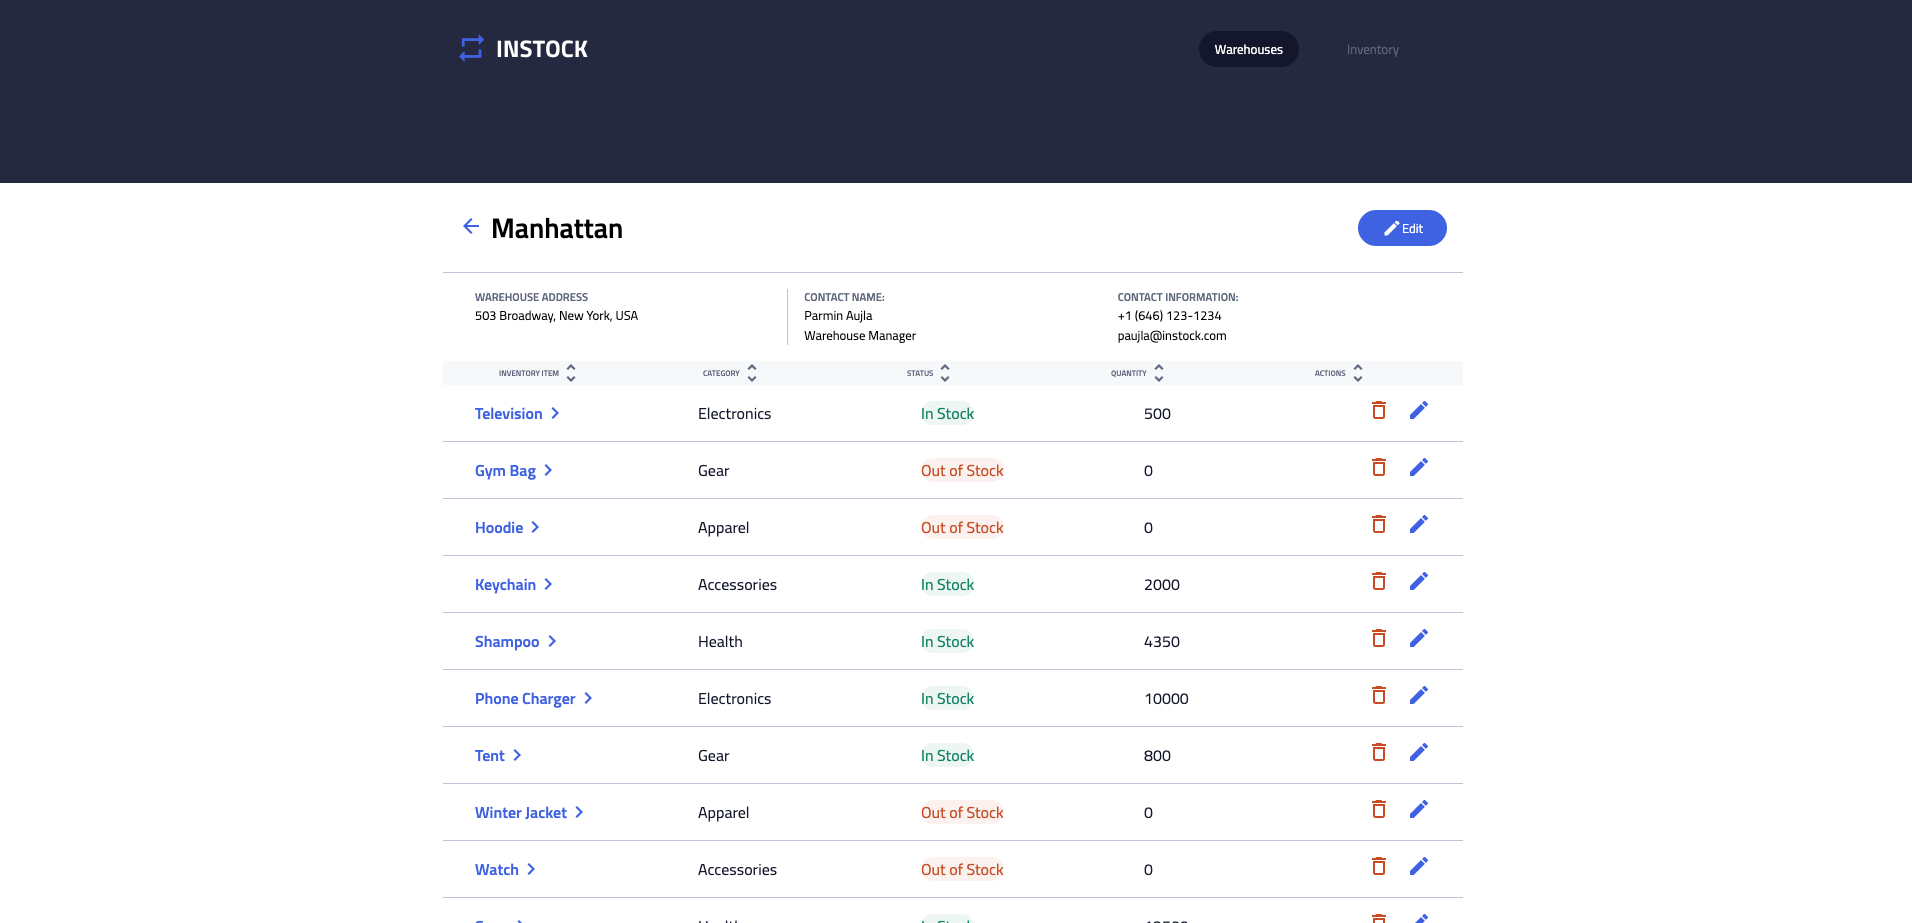 INSTOCK
Warehouses Inventory
Manhattan
Edit
WAREHOUSE ADDRESS
503 Broadway, New York, USA
CONTACT NAME:
Parmin Aujla
Warehouse Manager
CONTACT INFORMATION:
+1 (646) 123-1234
paujla@instock.com
INVENTORY ITEM CATEGORY STATUS QUANTITY ACTIONS
Television Electronics In Stock 500
Gym Bag Gear Out of Stock 0
Hoodie Apparel Out of Stock 0
Keychain Accessories In Stock 2000
Shampoo Health In Stock 4350
Phone Charger Electronics In Stock 10000
Tent Gear In Stock 800
Winter Jacket Apparel Out of Stock 0
Watch Accessories Out of Stock 0